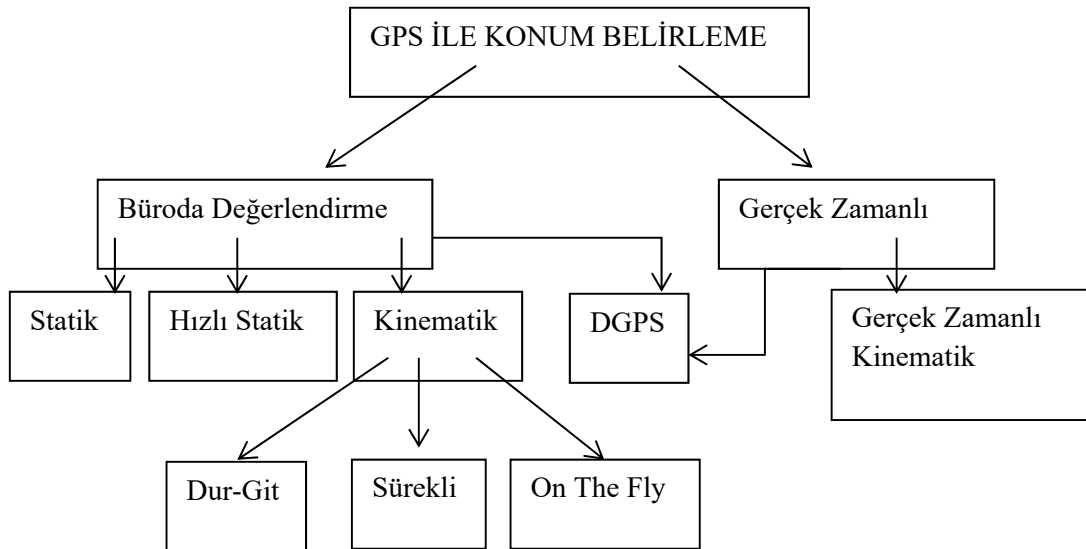 GPS İLE KONUM BELİRLEME
Büroda Değerlendirme
Gerçek Zamanlı
Statik
Hızlı Statik
Kinematik
DGPS
Gerçek Zamanlı
Kinematik
Dur-Git
Sürekli
On The Fly